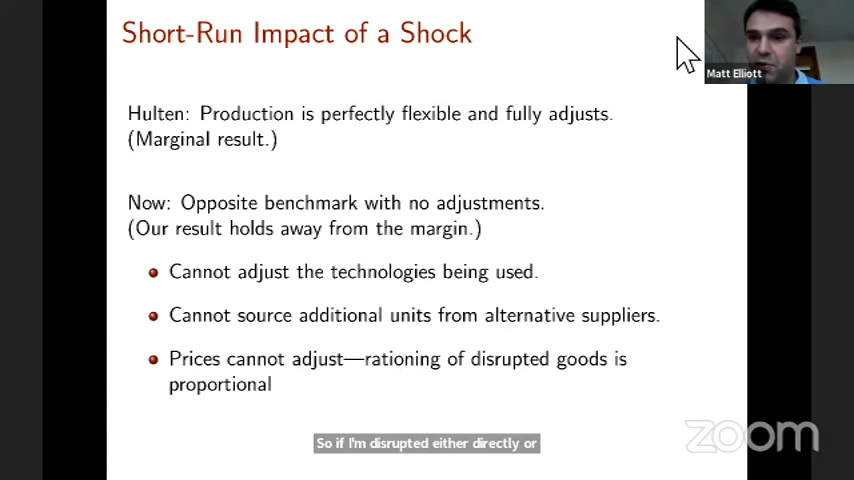 Short-Run Impact of a Shock
Matt Elliott
Hulten: Production is perfectly flexible and fully adjusts.
(Marginal result.)
Now: Opposite benchmark with no adjustments.
(Our result holds away from the margin.)
Cannot adjust the technologies being used.
Cannot source additional units from alternative suppliers.
Prices cannot adjust—rationing of disrupted goods is
proportional
So if I'm disrupted either directly or
zoom